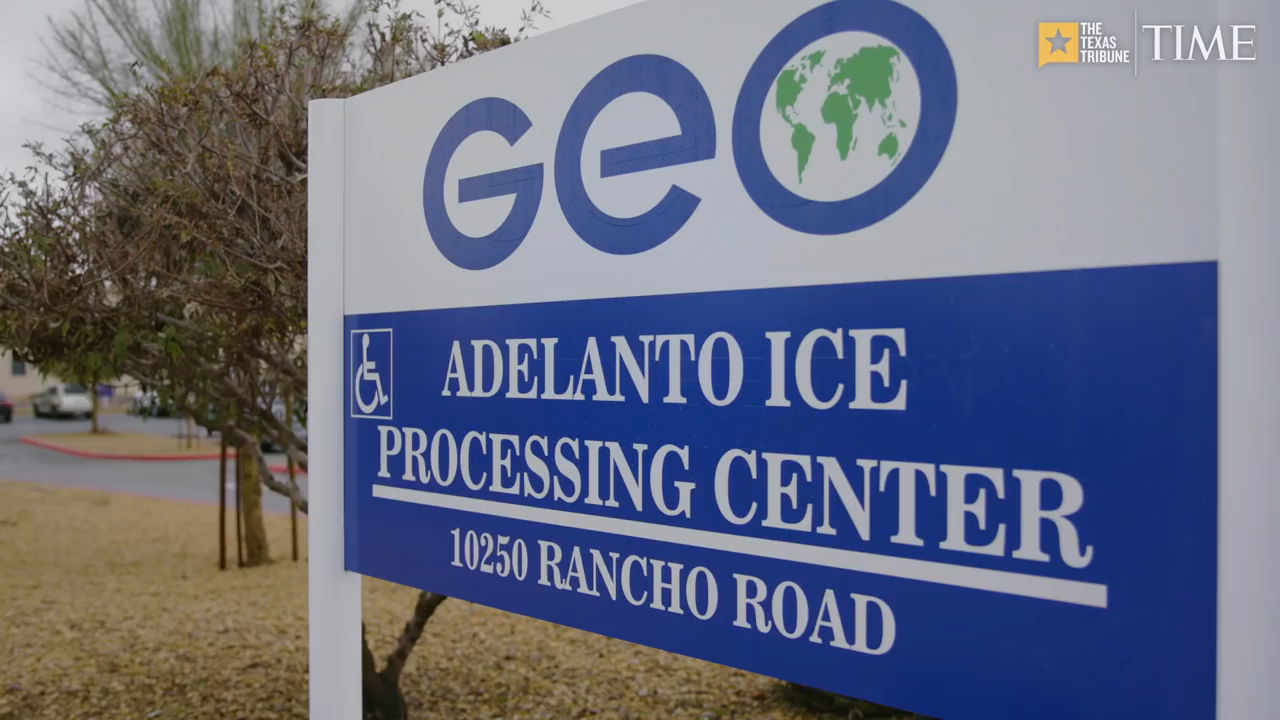 THE
TEXAS
TRIBUNE
TIME
GEO
ADELANTO ICE
PROCESSING CENTER
10250 RANCHO ROAD